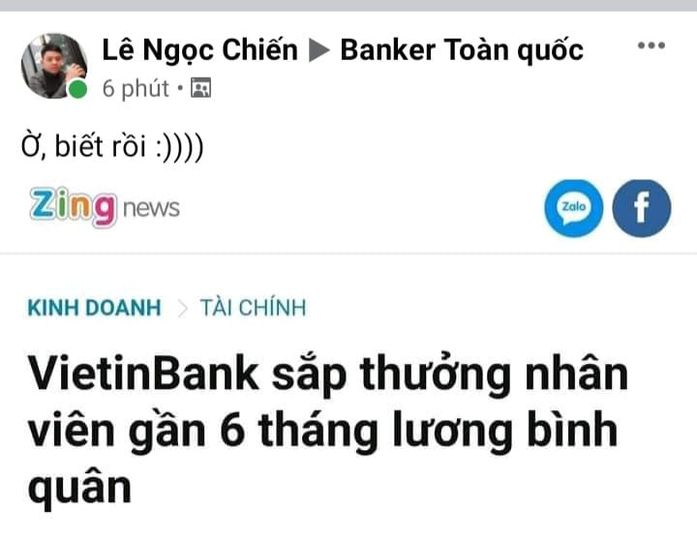 Lê Ngọc Chiến ▶ Banker Toàn quốc
6 phút •
Ờ, biết rồi :))))
Zing news
Zalo f
KINH DOANH > TÀI CHÍNH
VietinBank sắp thưởng nhân
viên gần 6 tháng lương bình
quân